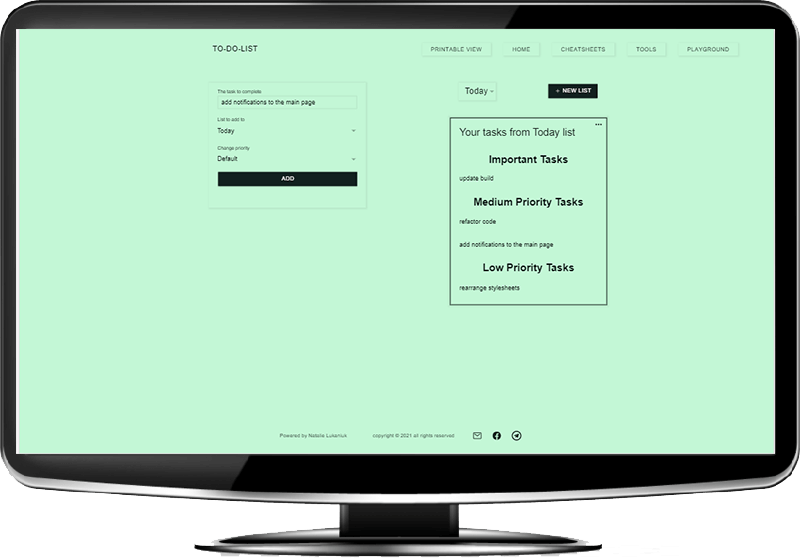 TO-DO-LIST
PRINTABLE VIEW
HOME
CHEATSHEETS
TOOLS
PLAYGROUND
The task to complete
add notifications to the main page
List to add to
Today
Change priority
Default
ADD
Today
+ NEW LIST
Your tasks from Today list
Important Tasks
update build
Medium Priority Tasks
refactor code
add notifications to the main page
Low Priority Tasks
rearrange stylesheets
Powered by Natalia
copyright © 2021 all rights reserved